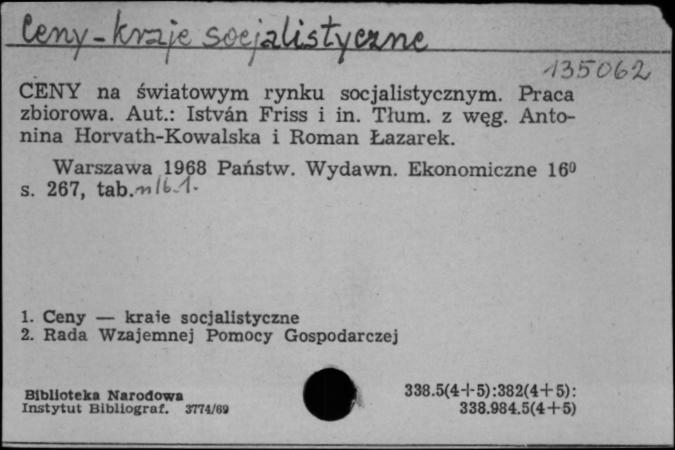 Ceny - kraje socjalistyczne
135062
CENY na światowym rynku socjalistycznym. Praca
zbiorowa. Aut.: István Friss i in. Tłum. z węg. Anto-
nina Horvath-Kowalska i Roman Łazarek.
Warszawa 1968 Państw. Wydawn. Ekonomiczne 16⁰
s. 267, tab. nlb. 1.
1. Ceny — kraje socjalistyczne
2. Rada Wzajemnej Pomocy Gospodarczej
Biblioteka Narodowa
Instytut Bibliograf. 3774/69
338.5(4+5):382(4+5):
338.984.5(4+5)